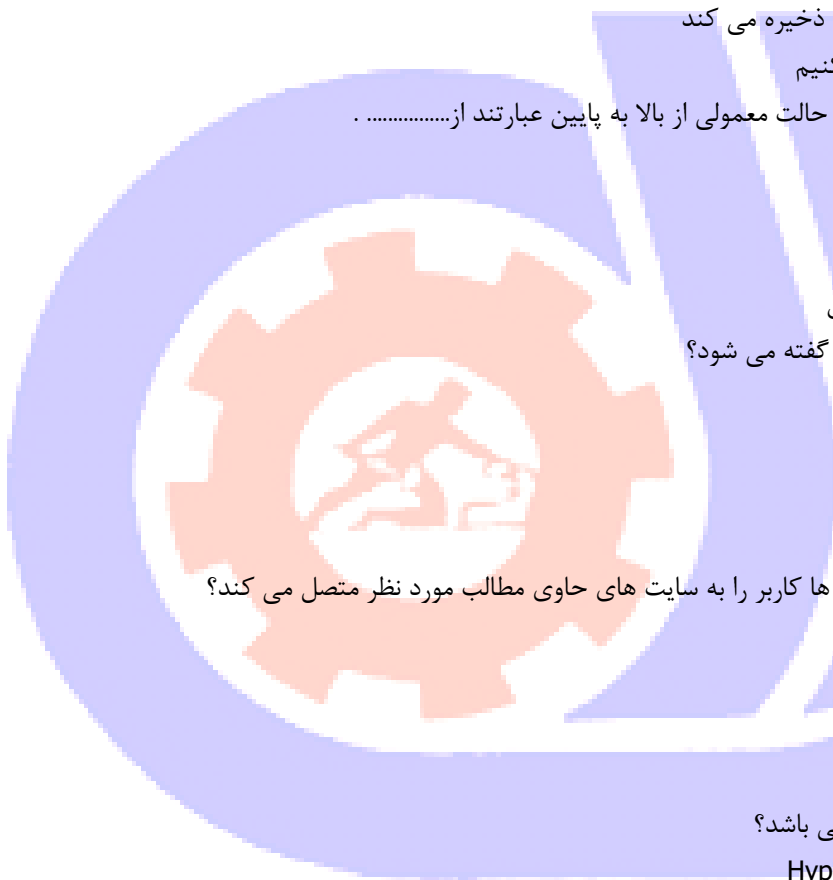 ذخیره می کند
کنیم
حالت معمولی از بالا به پایین عبارتند از................ .
گفته می شود؟
ها کاربر را به سایت های حاوی مطالب مورد نظر متصل می کند؟
ی باشد؟
Hyp